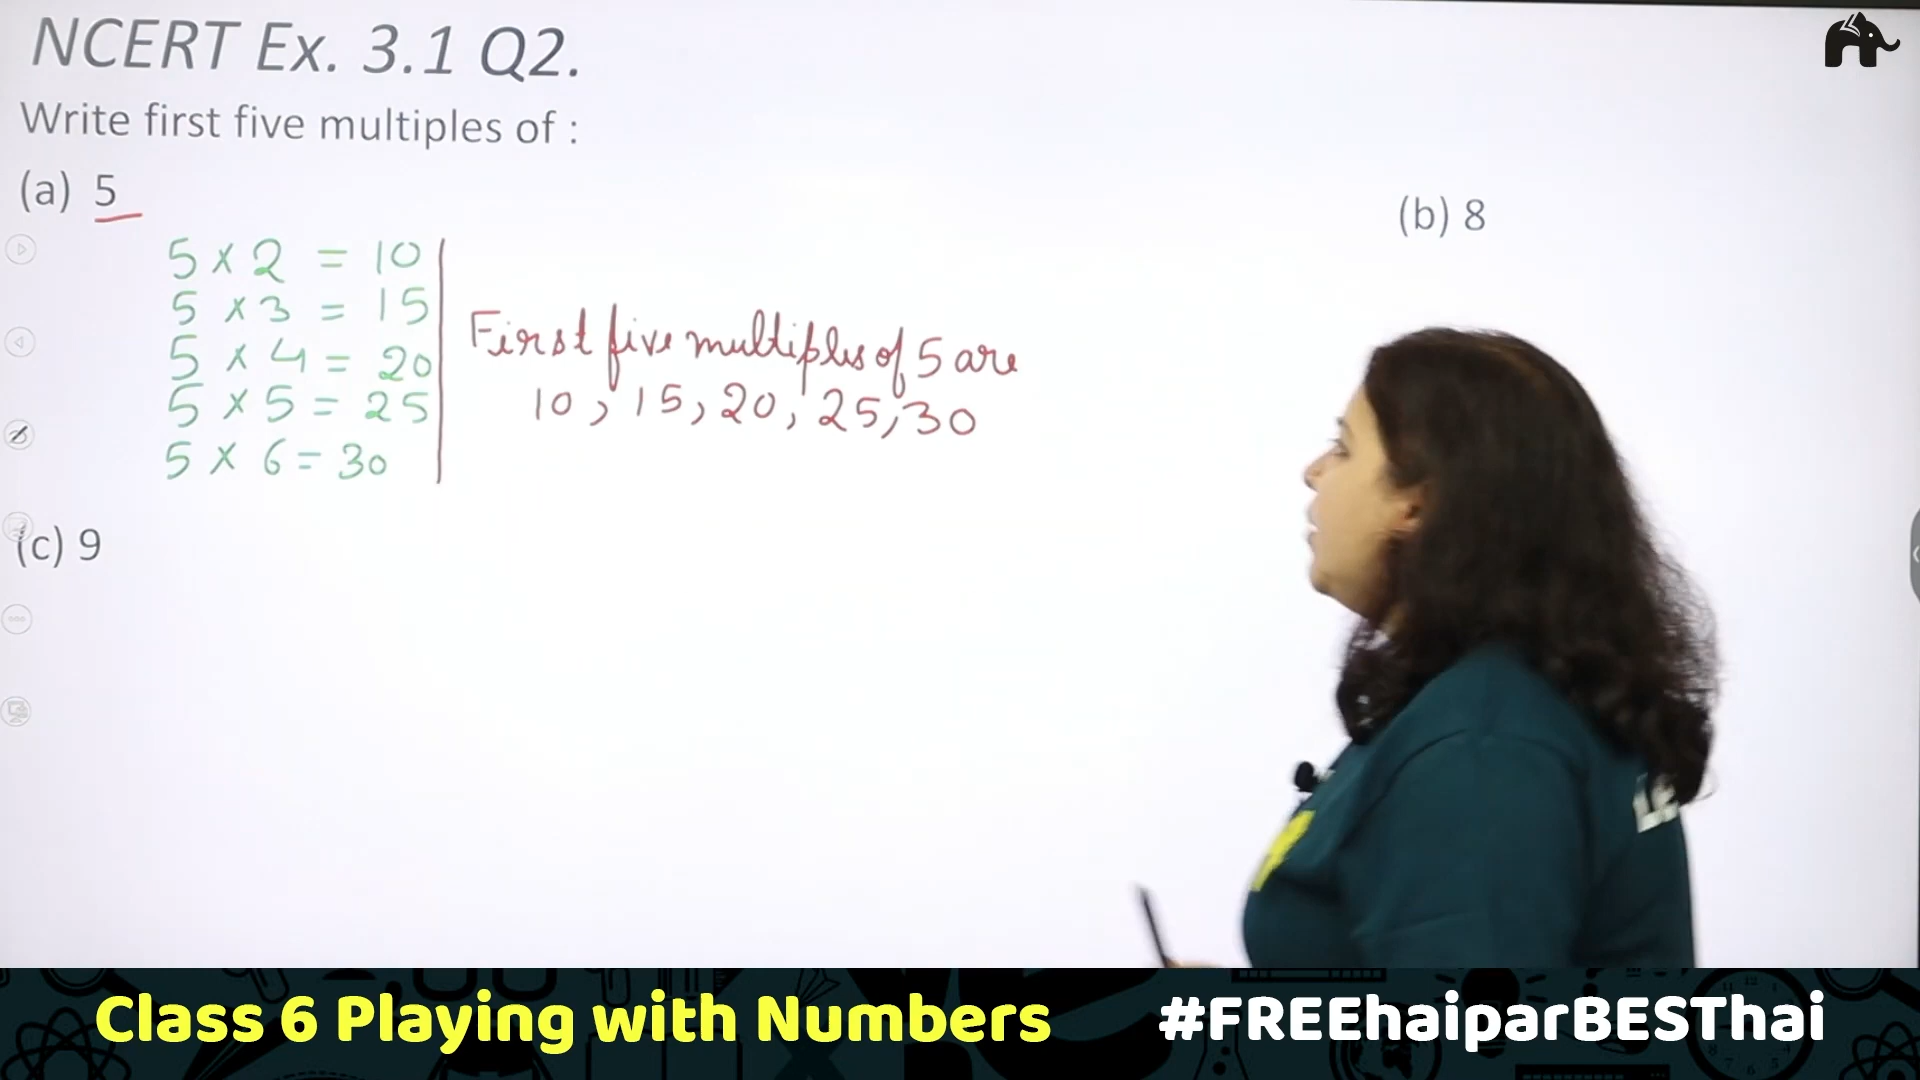 NCERT Ex. 3.1 Q2.
Write first five multiples of :
(a) 5
(b) 8
5 × 2 = 10
5 × 3 = 15
5 × 4 = 20
5 × 5 = 25
5 × 6 = 30
First five multiples of 5 are
10, 15, 20, 25, 30
(c) 9
Class 6 Playing with Numbers
#FREEhaiparBESThai